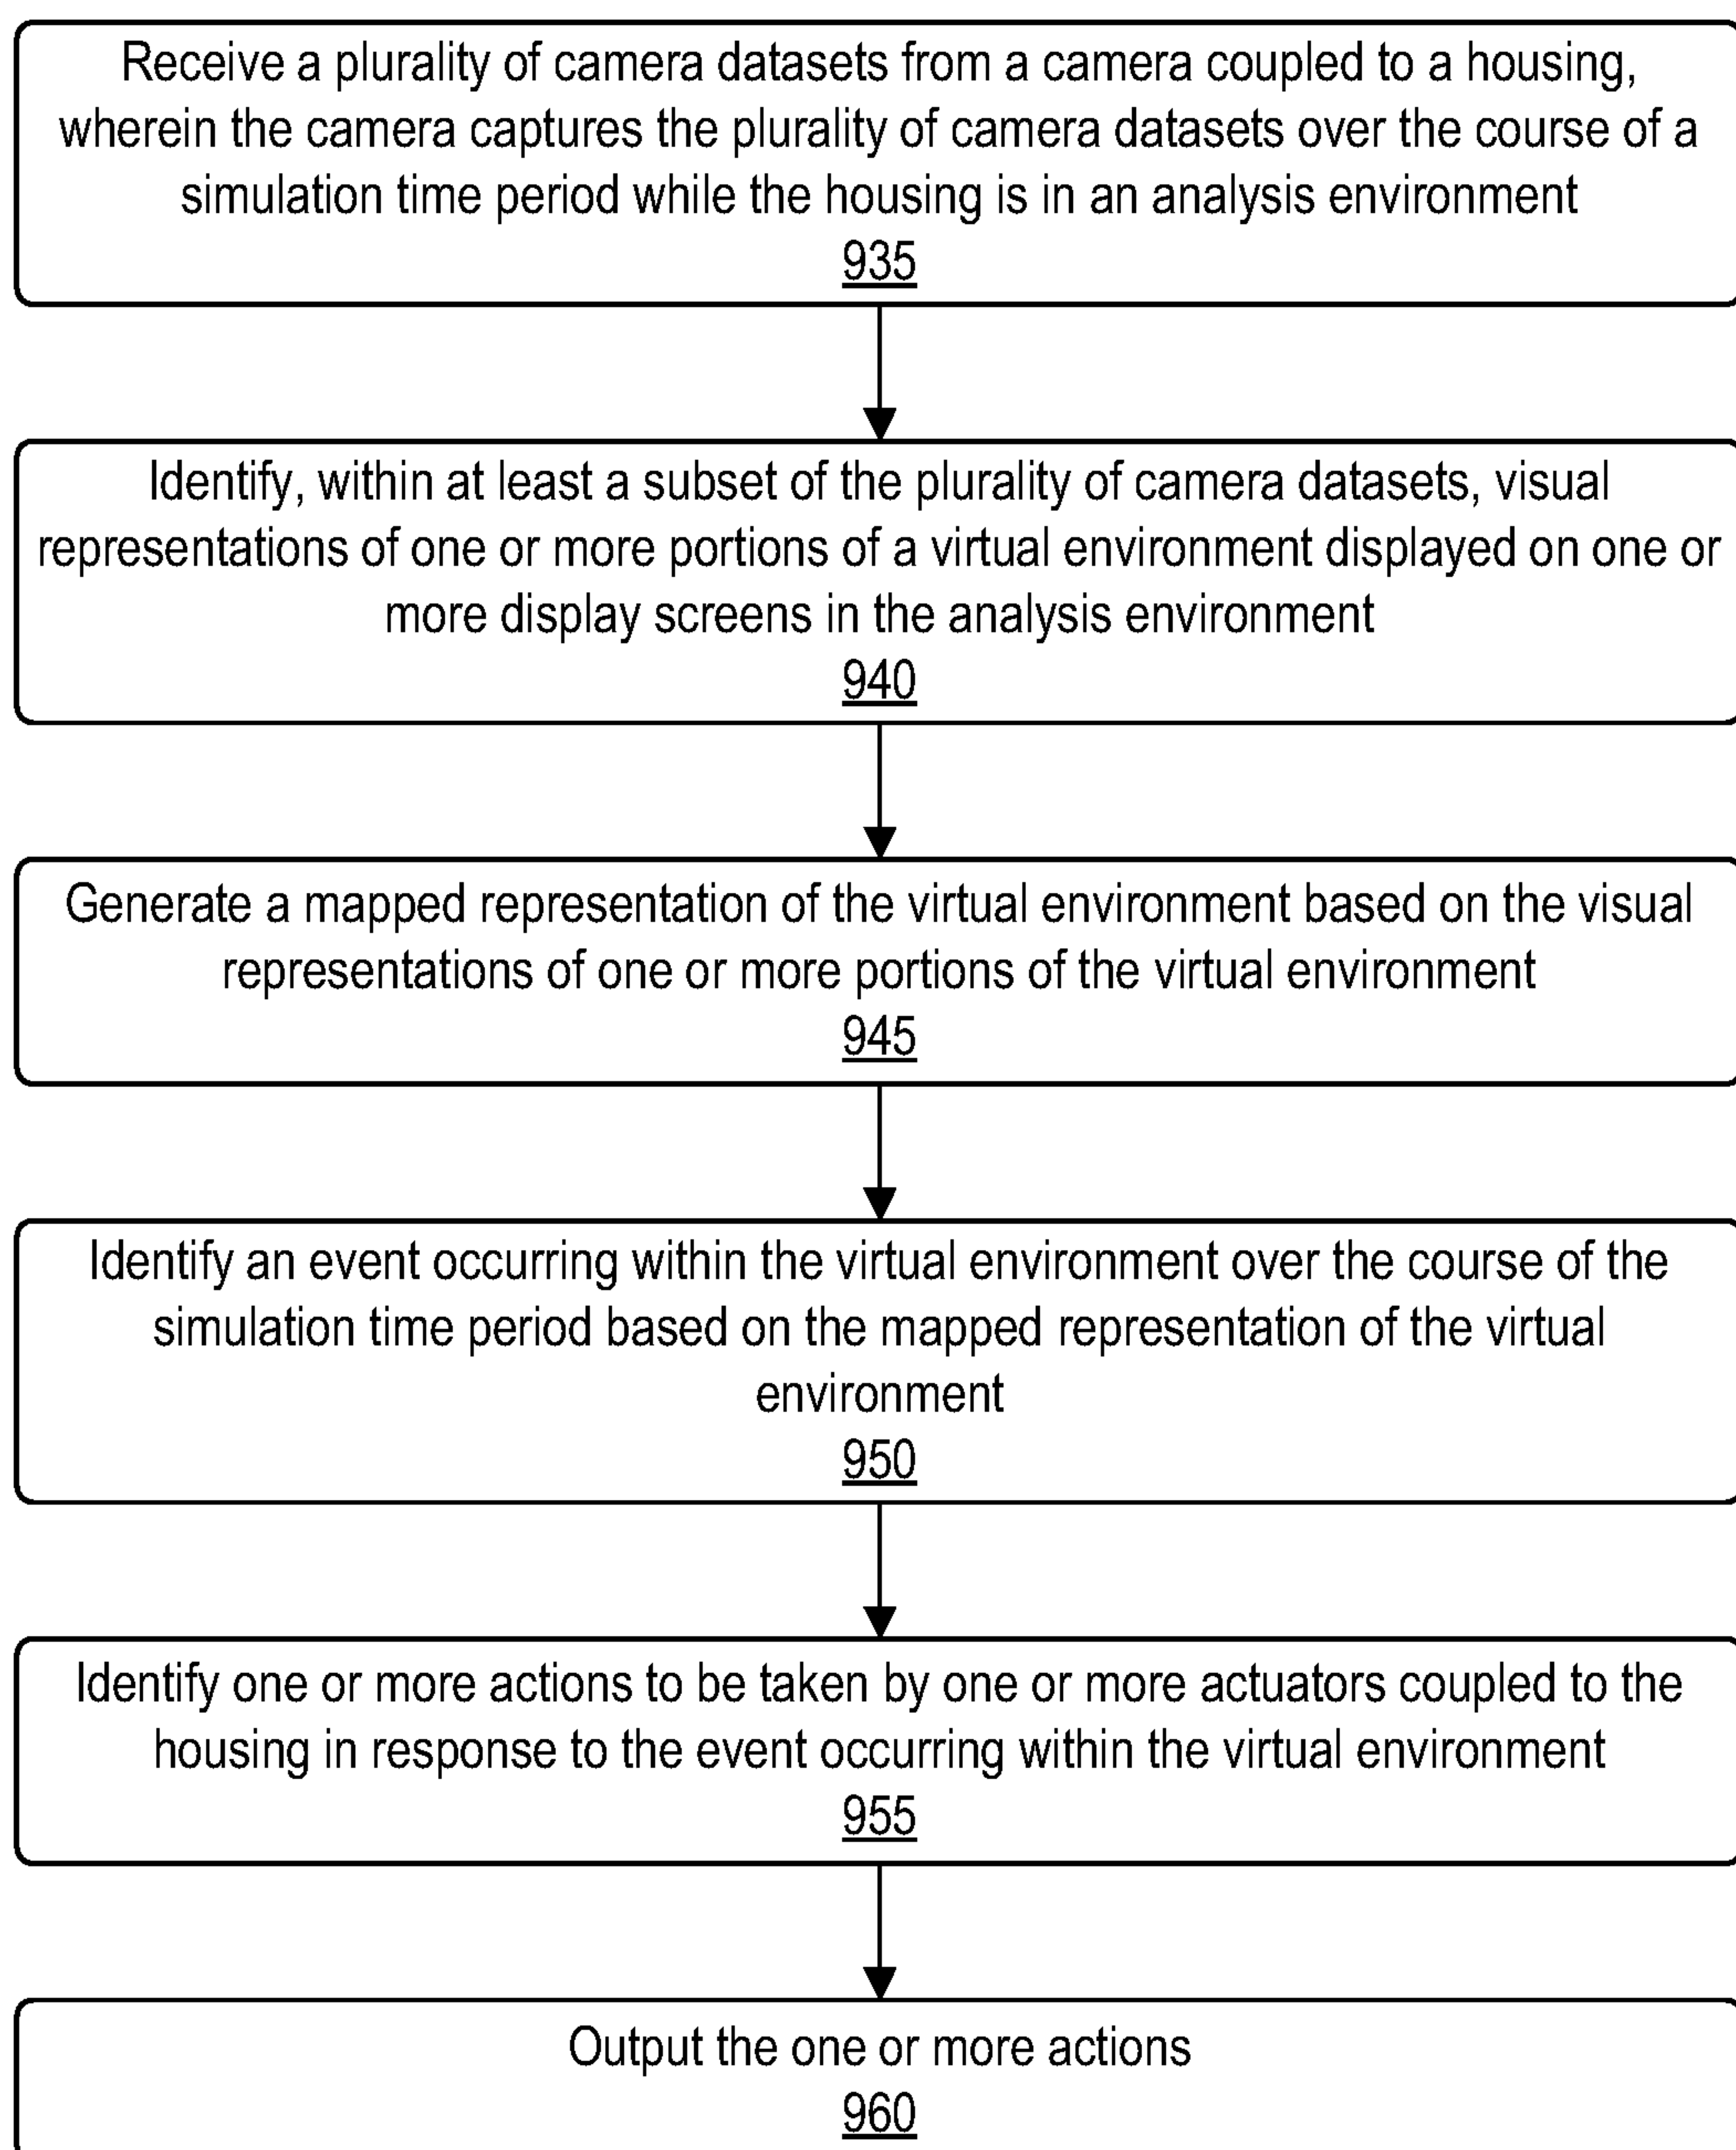 Receive a plurality of camera datasets from a camera coupled to a housing,
wherein the camera captures the plurality of camera datasets over the course of a
simulation time period while the housing is in an analysis environment
935
Identify, within at least a subset of the plurality of camera datasets, visual
representations of one or more portions of a virtual environment displayed on one or
more display screens in the analysis environment
940
Generate a mapped representation of the virtual environment based on the visual
representations of one or more portions of the virtual environment
945
Identify an event occurring within the virtual environment over the course of the
simulation time period based on the mapped representation of the virtual
environment
950
Identify one or more actions to be taken by one or more actuators coupled to the
housing in response to the event occurring within the virtual environment
955
Output the one or more actions
960